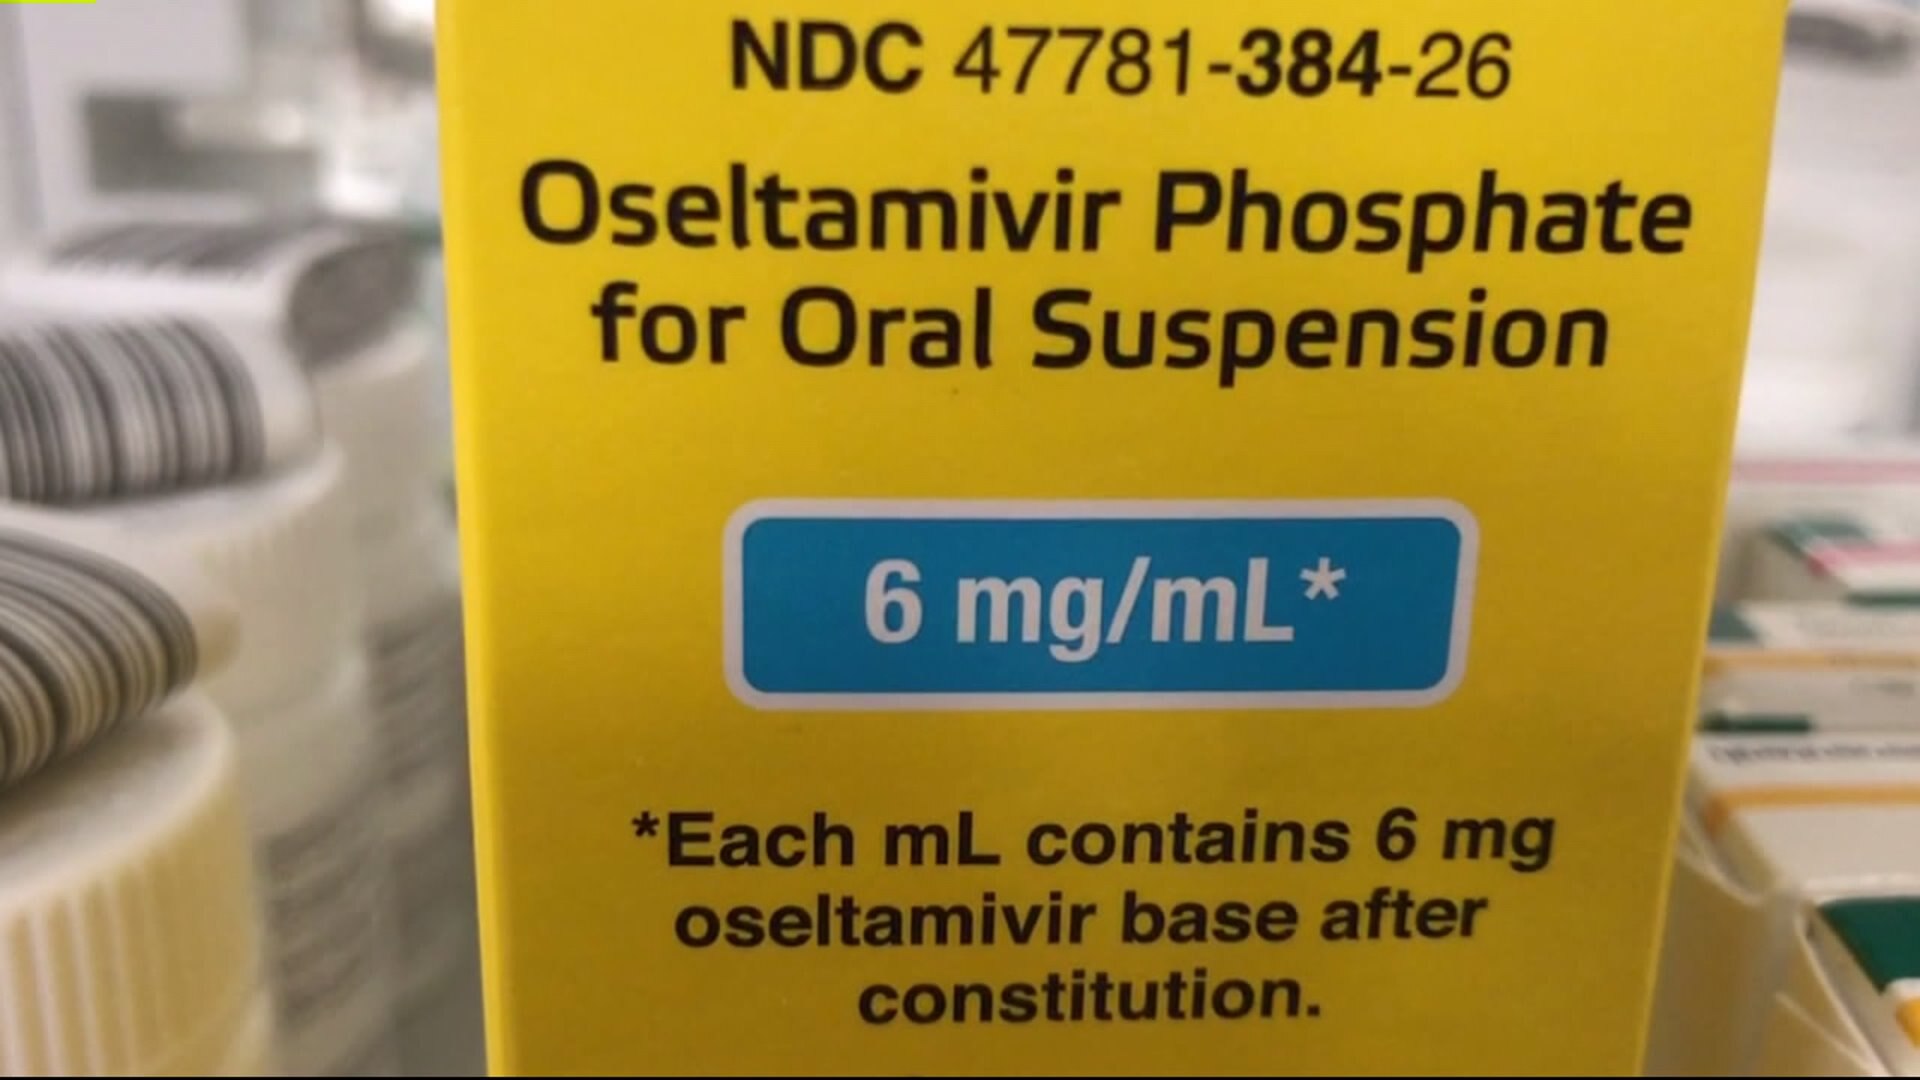 NDC 47781-384-26
Oseltamivir Phosphate
for Oral Suspension
6 mg/mL*
*Each mL contains 6 mg
oseltamivir base after
constitution.